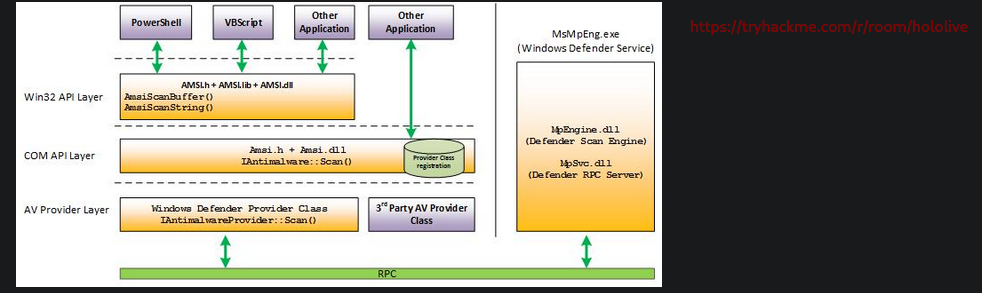 PowerShell
VBScript
Other
Application
Other
Application
https://tryhackme.com/r/room/hololive
MsMpEng.exe
(Windows Defender Service)
Win32 API Layer
AMSI.h + AMSI.lib + AMSI.dll
AmsiScanBuffer()
AmsiScanString()
COM API Layer
Amsi.h + Amsi.dll
IAntimalware::Scan()
Provider Class
registration
MpEngine.dll
(Defender Scan Engine)
MpSvc.dll
(Defender RPC Server)
AV Provider Layer
Windows Defender Provider Class
IAntimalwareProvider::Scan()
3rd Party AV Provider
Class
RPC